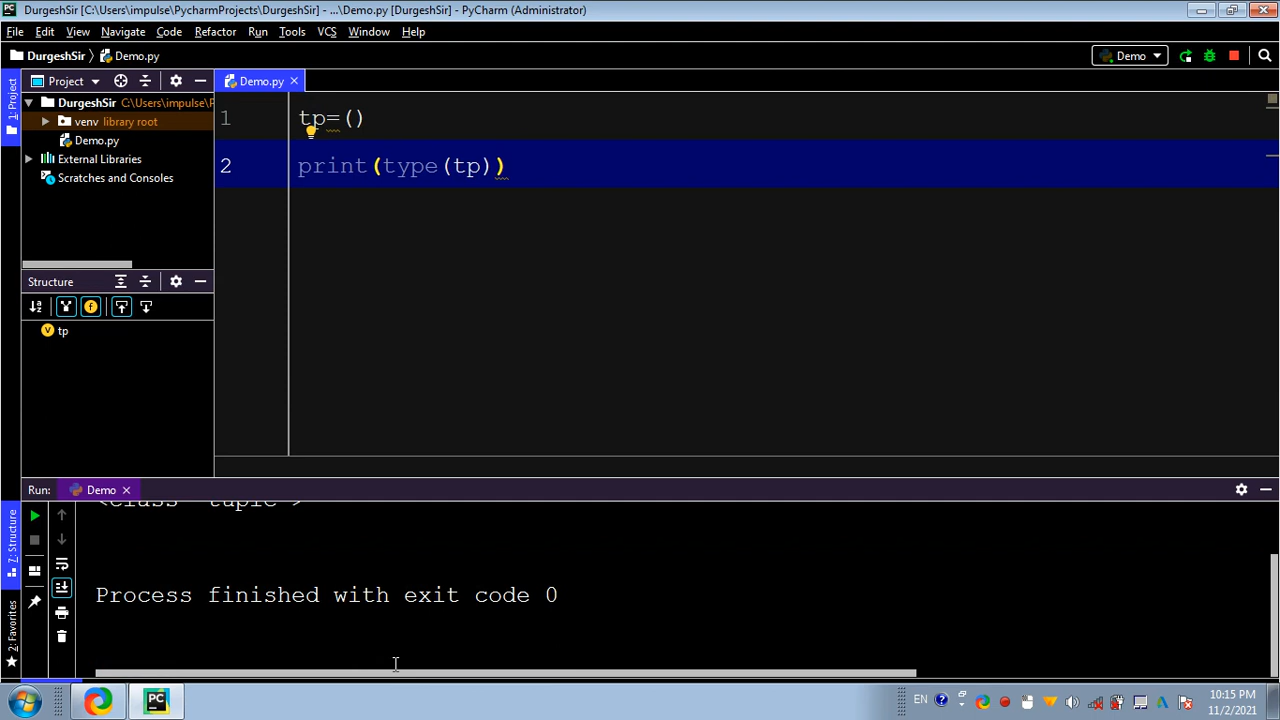 DurgeshSir [C:\Users\impulse\PycharmProjects\DurgeshSir] - ...\Demo.py [DurgeshSir] - PyCharm (Administrator)
File Edit View Navigate Code Refactor Run Tools VCS Window Help
DurgeshSir Demo.py Demo
1: Project
Project Demo.py
DurgeshSir C:\Users\impulse\P
venv library root
Demo.py
External Libraries
Scratches and Consoles
1 tp=()
2 print(type(tp))
Structure
tp
Run: Demo
7: Structure
2: Favorites
<class 'tuple'>
Process finished with exit code 0
EN
10:15 PM
11/2/2021